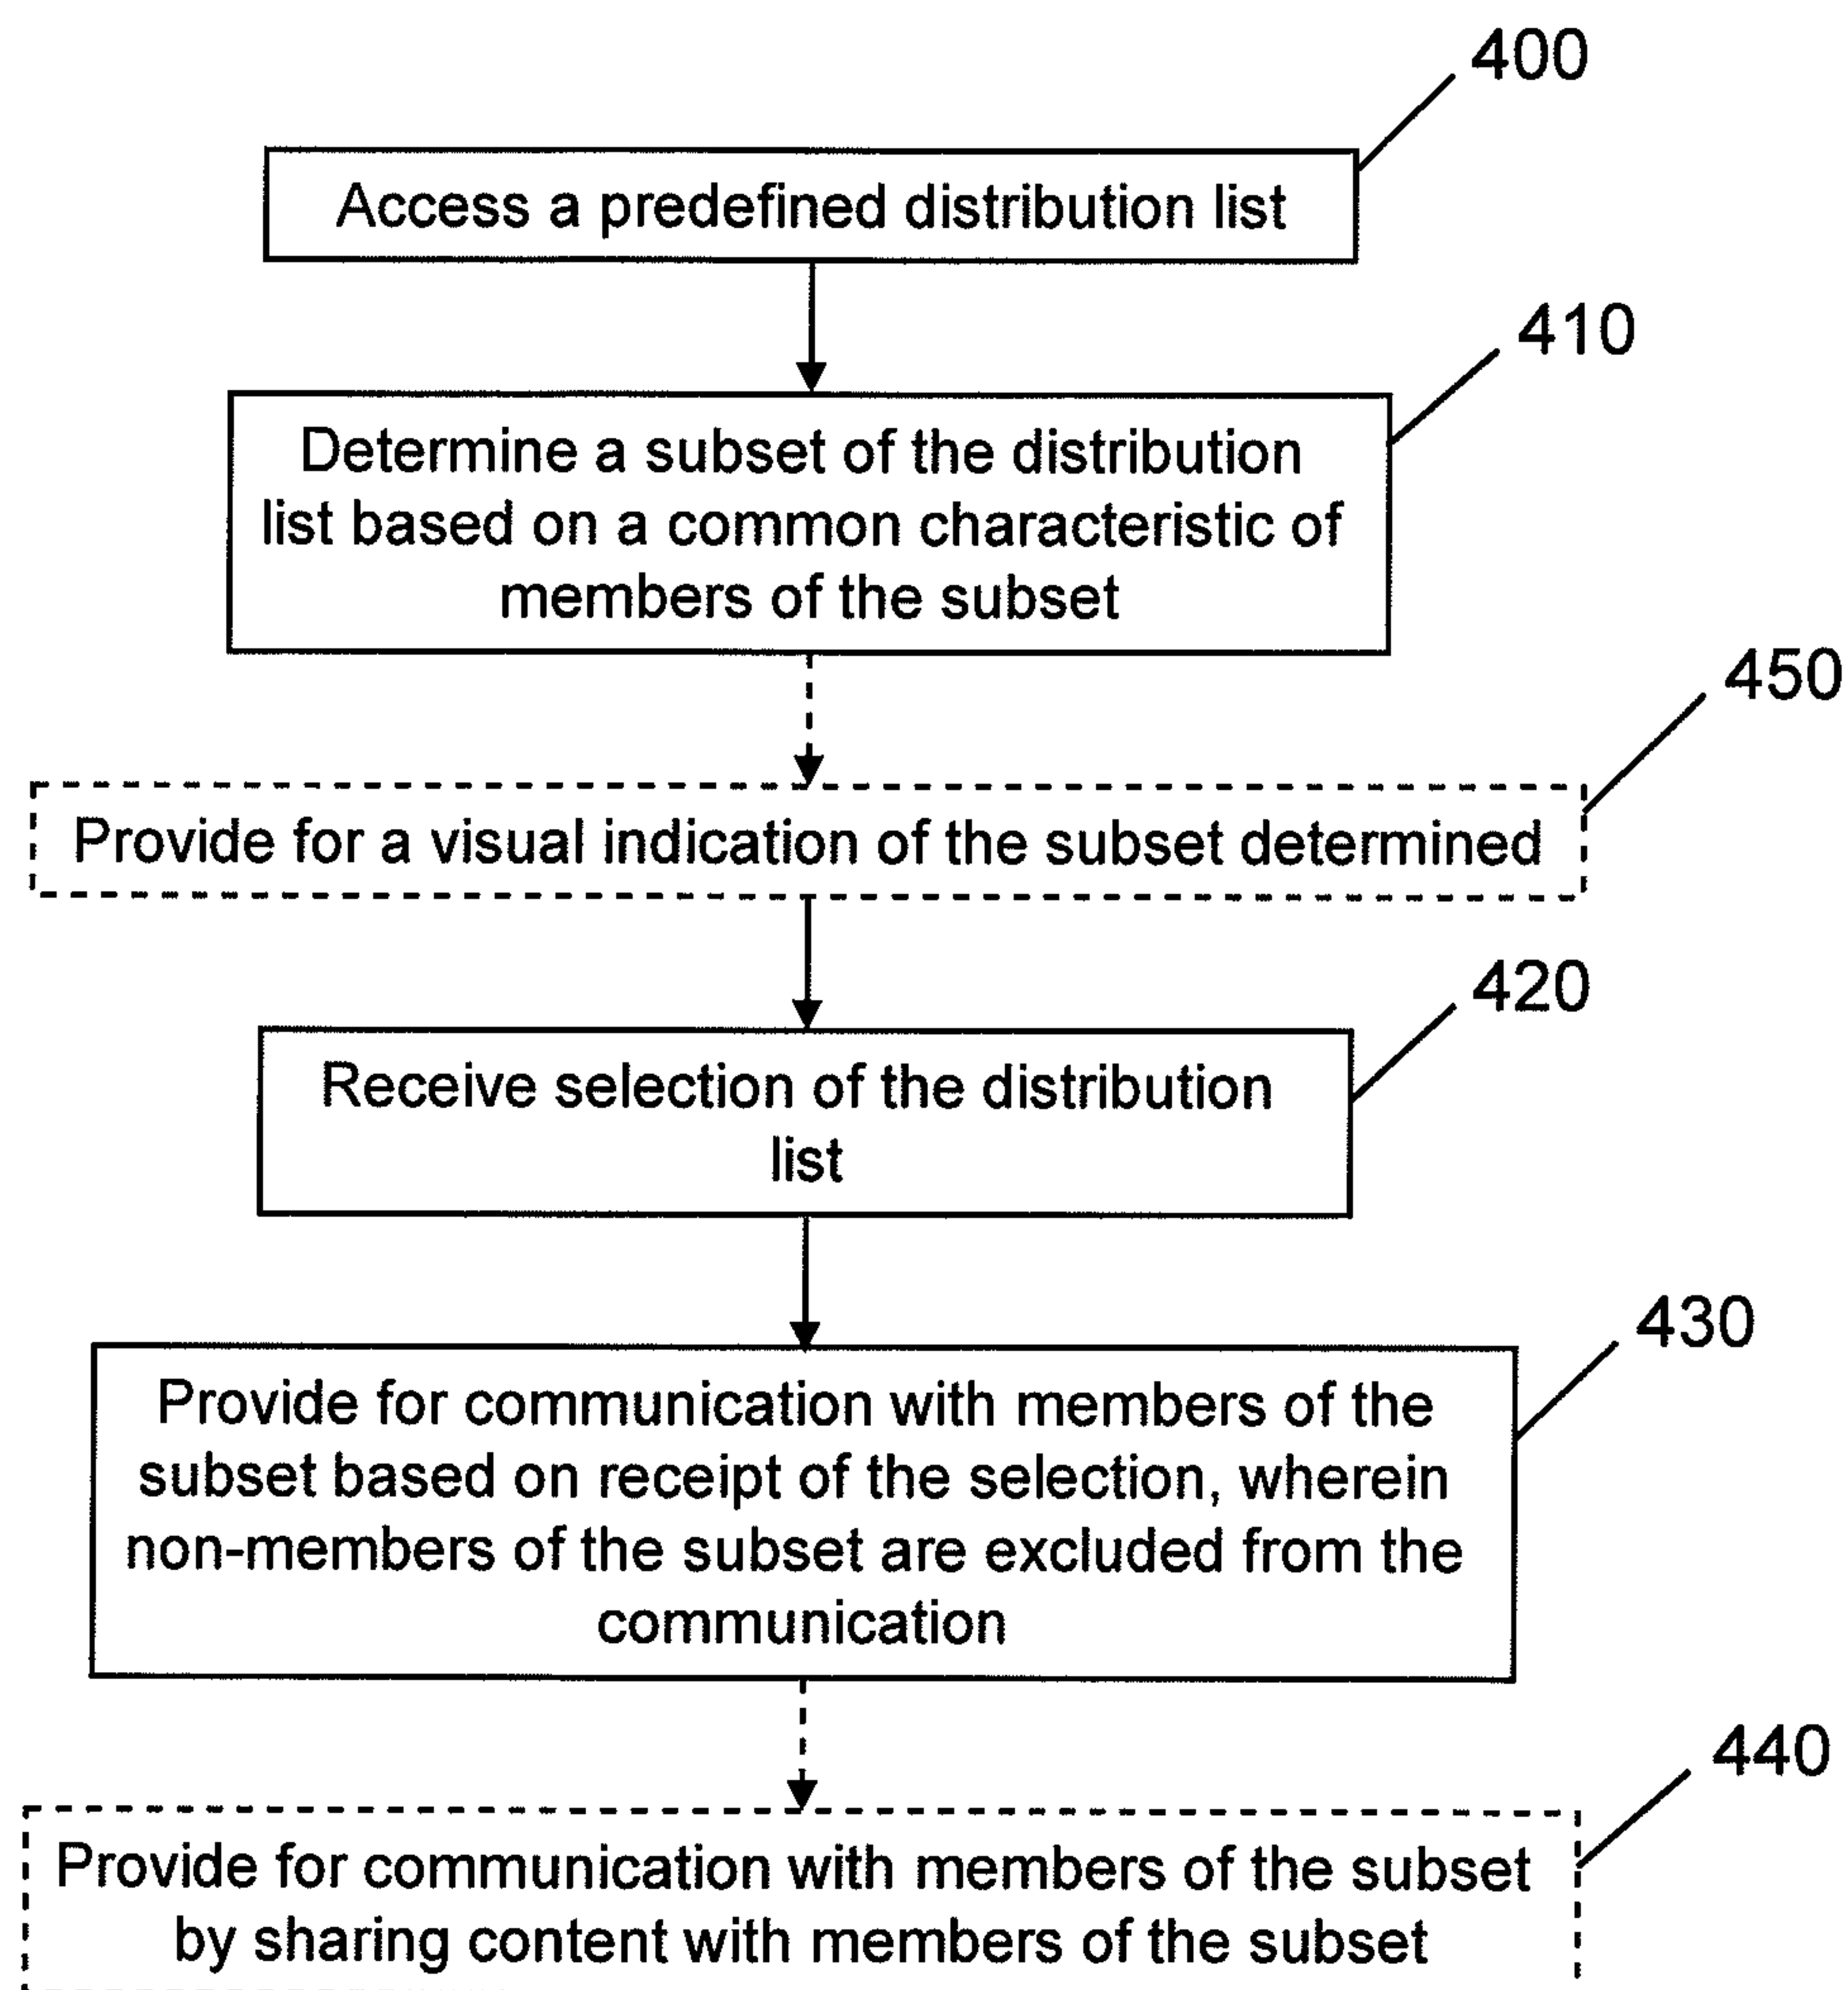 400
Access a predefined distribution list
410
Determine a subset of the distribution
list based on a common characteristic of
members of the subset
450
Provide for a visual indication of the subset determined
420
Receive selection of the distribution
list
430
Provide for communication with members of the
subset based on receipt of the selection, wherein
non-members of the subset are excluded from the
communication
440
Provide for communication with members of the subset
by sharing content with members of the subset